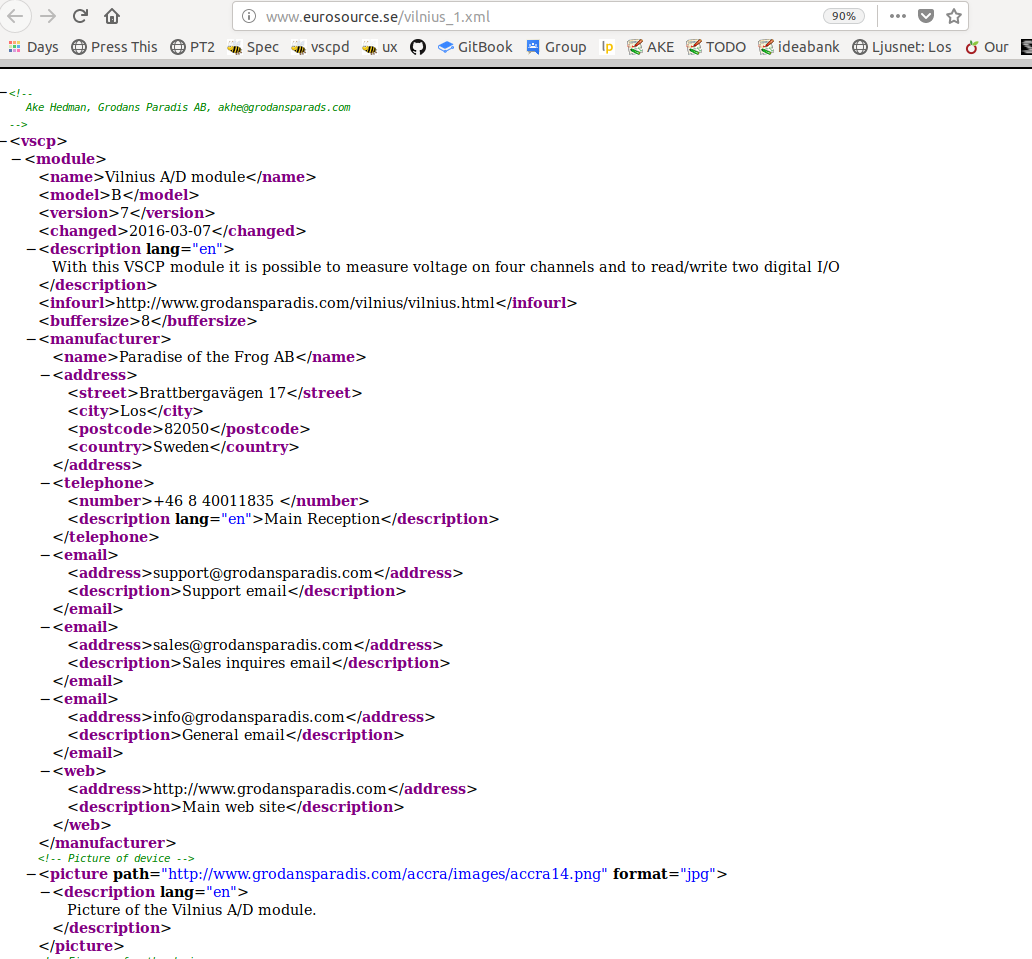 www.eurosource.se/vilnius_1.xml 90%
Days Press This PT2 Spec vscpd ux GitBook Group lp AKE TODO ideabank Ljusnet: Los Our
−<!--
Ake Hedman, Grodans Paradis AB, akhe@grodansparads.com
-->
−<vscp>
−<module>
<name>Vilnius A/D module</name>
<model>B</model>
<version>7</version>
<changed>2016-03-07</changed>
−<description lang="en">
With this VSCP module it is possible to measure voltage on four channels and to read/write two digital I/O
</description>
<infourl>http://www.grodansparadis.com/vilnius/vilnius.html</infourl>
<buffersize>8</buffersize>
−<manufacturer>
<name>Paradise of the Frog AB</name>
−<address>
<street>Brattbergavägen 17</street>
<city>Los</city>
<postcode>82050</postcode>
<country>Sweden</country>
</address>
−<telephone>
<number>+46 8 40011835 </number>
<description lang="en">Main Reception</description>
</telephone>
−<email>
<address>support@grodansparadis.com</address>
<description>Support email</description>
</email>
−<email>
<address>sales@grodansparadis.com</address>
<description>Sales inquires email</description>
</email>
−<email>
<address>info@grodansparadis.com</address>
<description>General email</description>
</email>
−<web>
<address>http://www.grodansparadis.com</address>
<description>Main web site</description>
</web>
</manufacturer>
<!-- Picture of device -->
−<picture path="http://www.grodansparadis.com/accra/images/accra14.png" format="jpg">
−<description lang="en">
Picture of the Vilnius A/D module.
</description>
</picture>